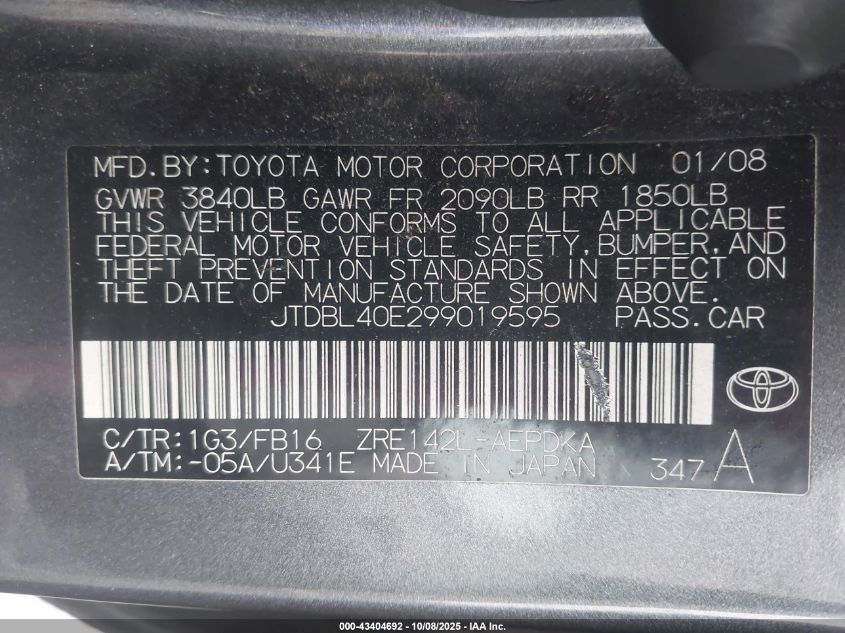 MFD.BY:TOYOTA MOTOR CORPORATION 01/08
GVWR 3840LB GAWR FR 2090LB RR 1850LB
THIS VEHICLE CONFORMS TO ALL APPLICABLE
FEDERAL MOTOR VEHICLE SAFETY,BUMPER,AND
THEFT PREVENTION STANDARDS IN EFFECT ON
THE DATE OF MANUFACTURE SHOWN ABOVE.
JTDBL40E299019595 PASS.CAR
C/TR:1G3/FB16 ZRE142L-AEPDKA
A/TM:-05A/U341E MADE IN JAPAN 347 A
000-43404692 - 10/08/2025 - IAA Inc.